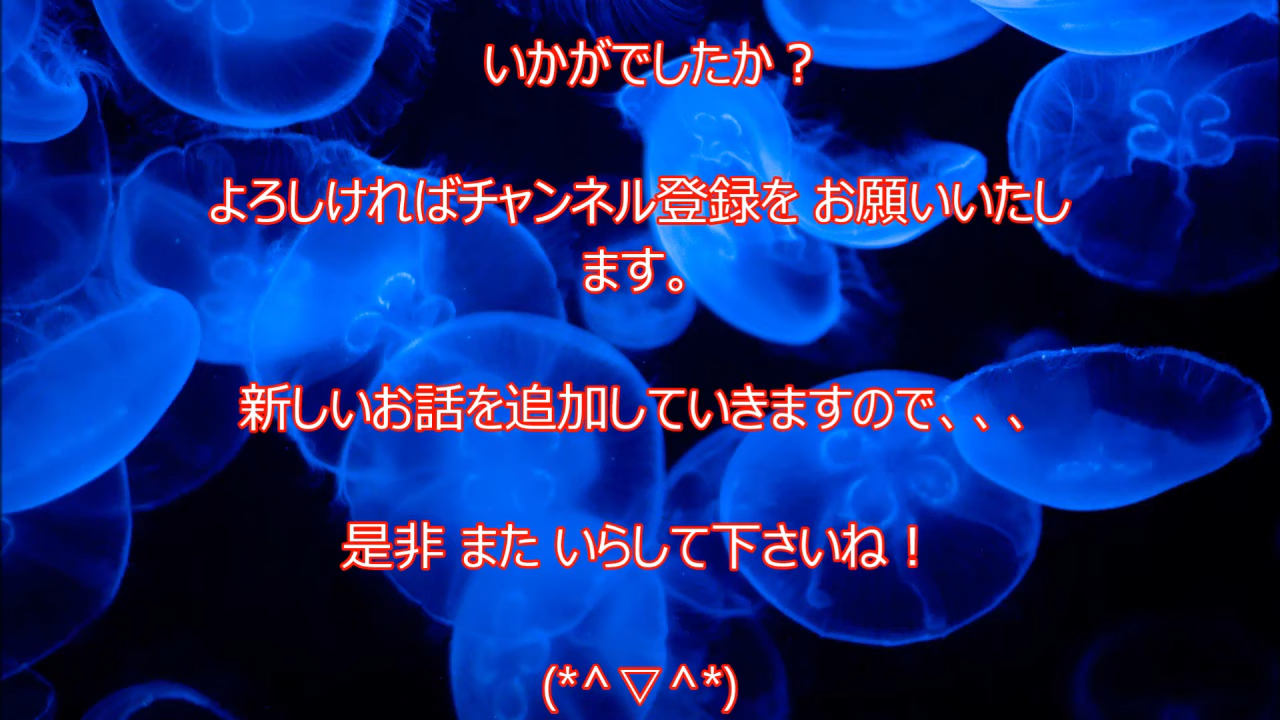 いかがでしたか？
よろしければチャンネル登録を お願いいたし
ます。
新しいお話を追加していきますので、、、
是非 また いらして下さいね！
(*^▽^*)